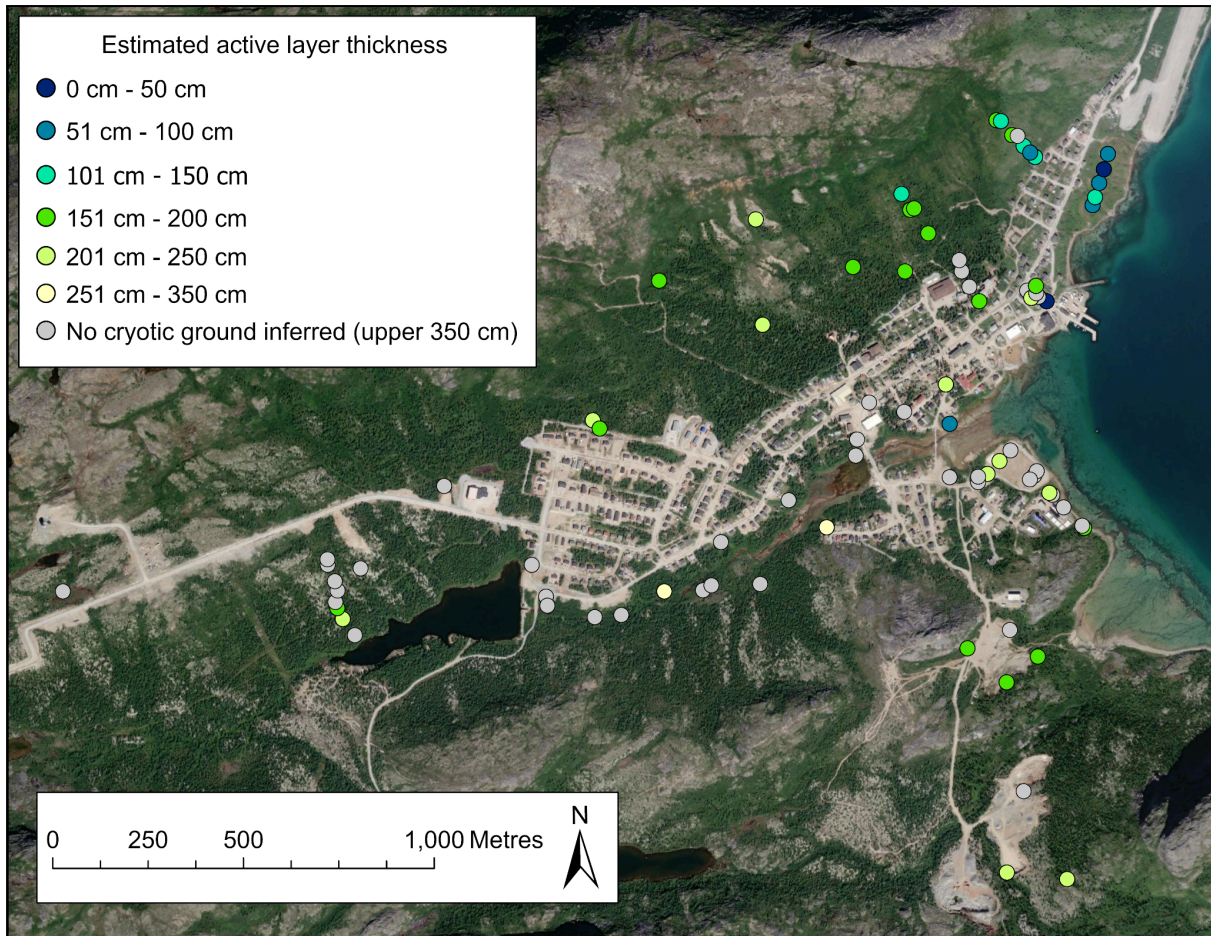 Estimated active layer thickness
0 cm - 50 cm
51 cm - 100 cm
101 cm - 150 cm
151 cm - 200 cm
201 cm - 250 cm
251 cm - 350 cm
No cryotic ground inferred (upper 350 cm)
N
0 250 500 1,000 Metres